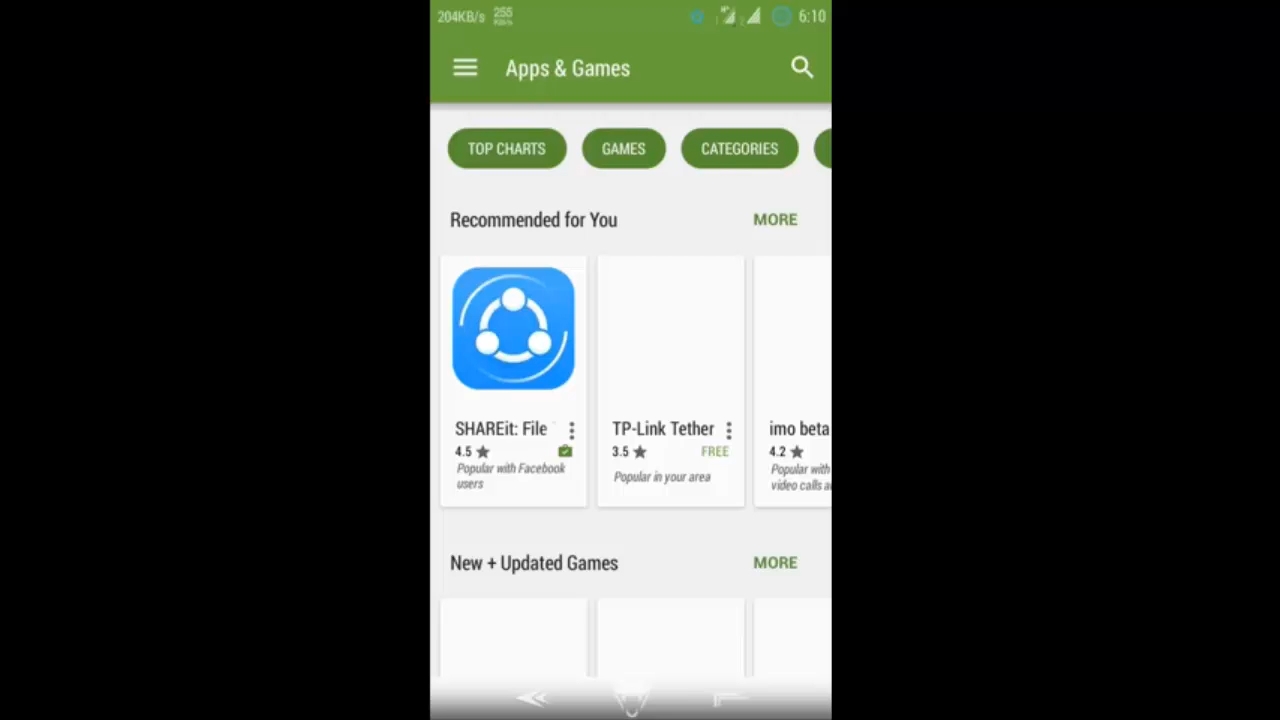 204KB/s 255 KB/s 6:10
Apps & Games
TOP CHARTS GAMES CATEGORIES
Recommended for You MORE
SHAREit: File TP-Link Tether imo beta
4.5 3.5 FREE 4.2
Popular with Facebook users
Popular in your area
Popular with
video calls a
New + Updated Games MORE